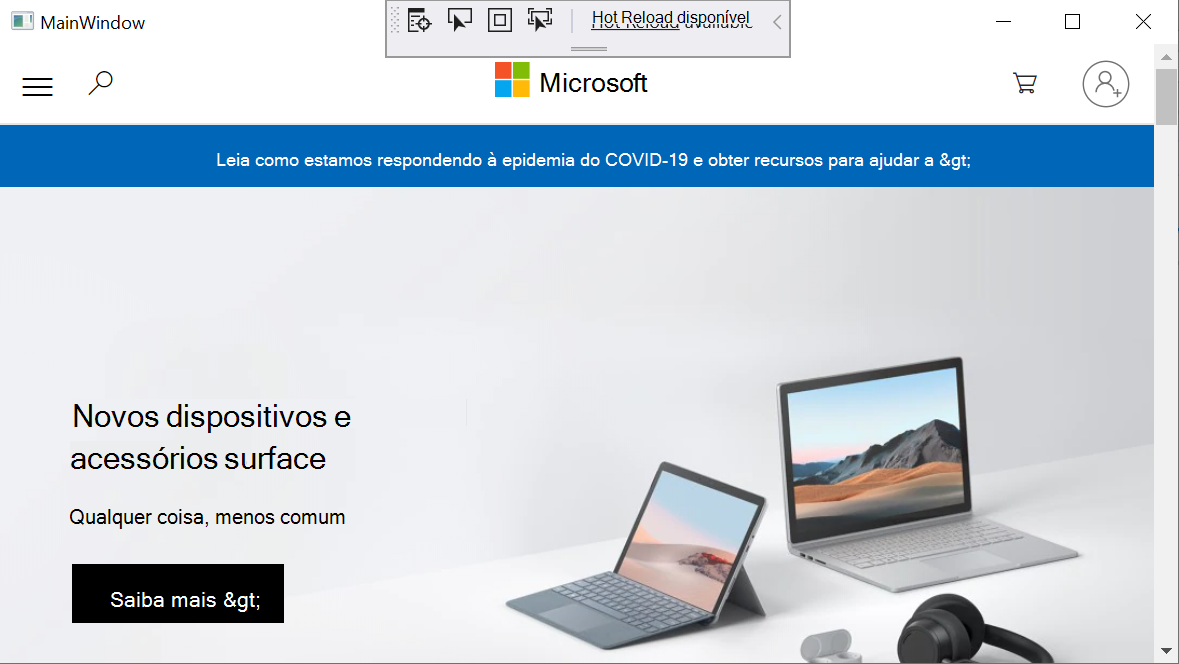 MainWindow
Hot Reload disponível
Microsoft
Leia como estamos respondendo à epidemia do COVID-19 e obter recursos para ajudar a &gt;
Novos dispositivos e
acessórios surface
Qualquer coisa, menos comum
Saiba mais &gt;